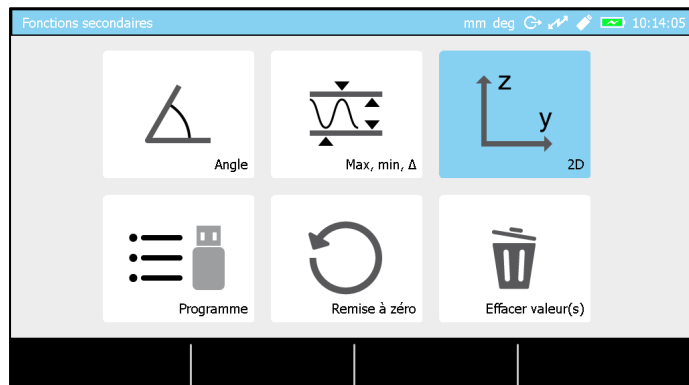 Fonctions secondaires mm deg 10:14:05
Angle Max, min, Δ z y 2D
Programme Remise à zéro Effacer valeur(s)